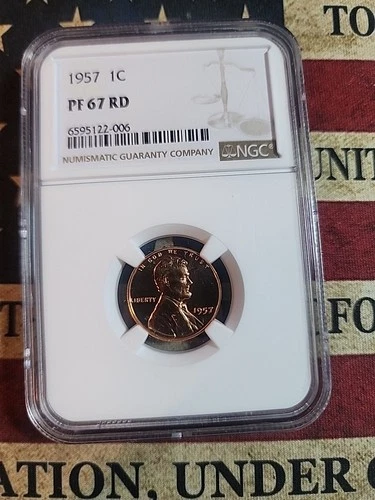 TO
1957 1C
PF 67 RD
6595122-006
NUMISMATIC GUARANTY COMPANY
NGC
UNIT
IN GOD WE TRUST
LIBERTY
1957
T
FO
ATION, UNDER